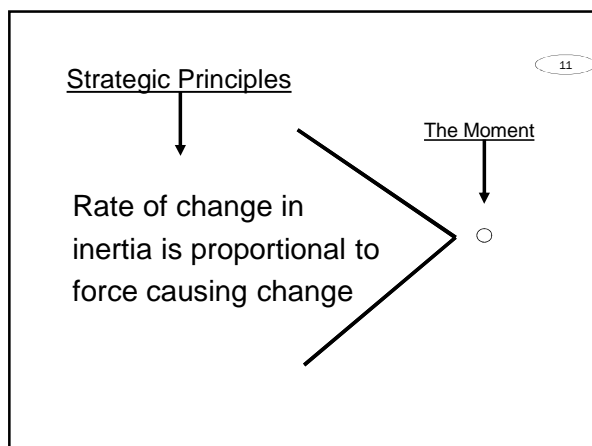 11
Strategic Principles
The Moment
Rate of change in
inertia is proportional to
force causing change